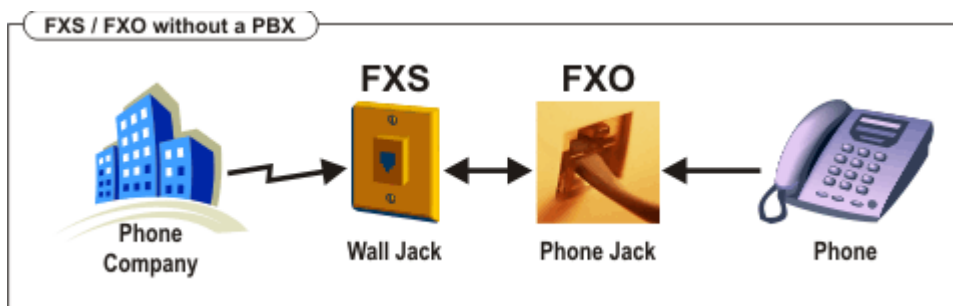 FXS / FXO without a PBX
FXS
FXO
Phone
Company
Wall Jack
Phone Jack
Phone